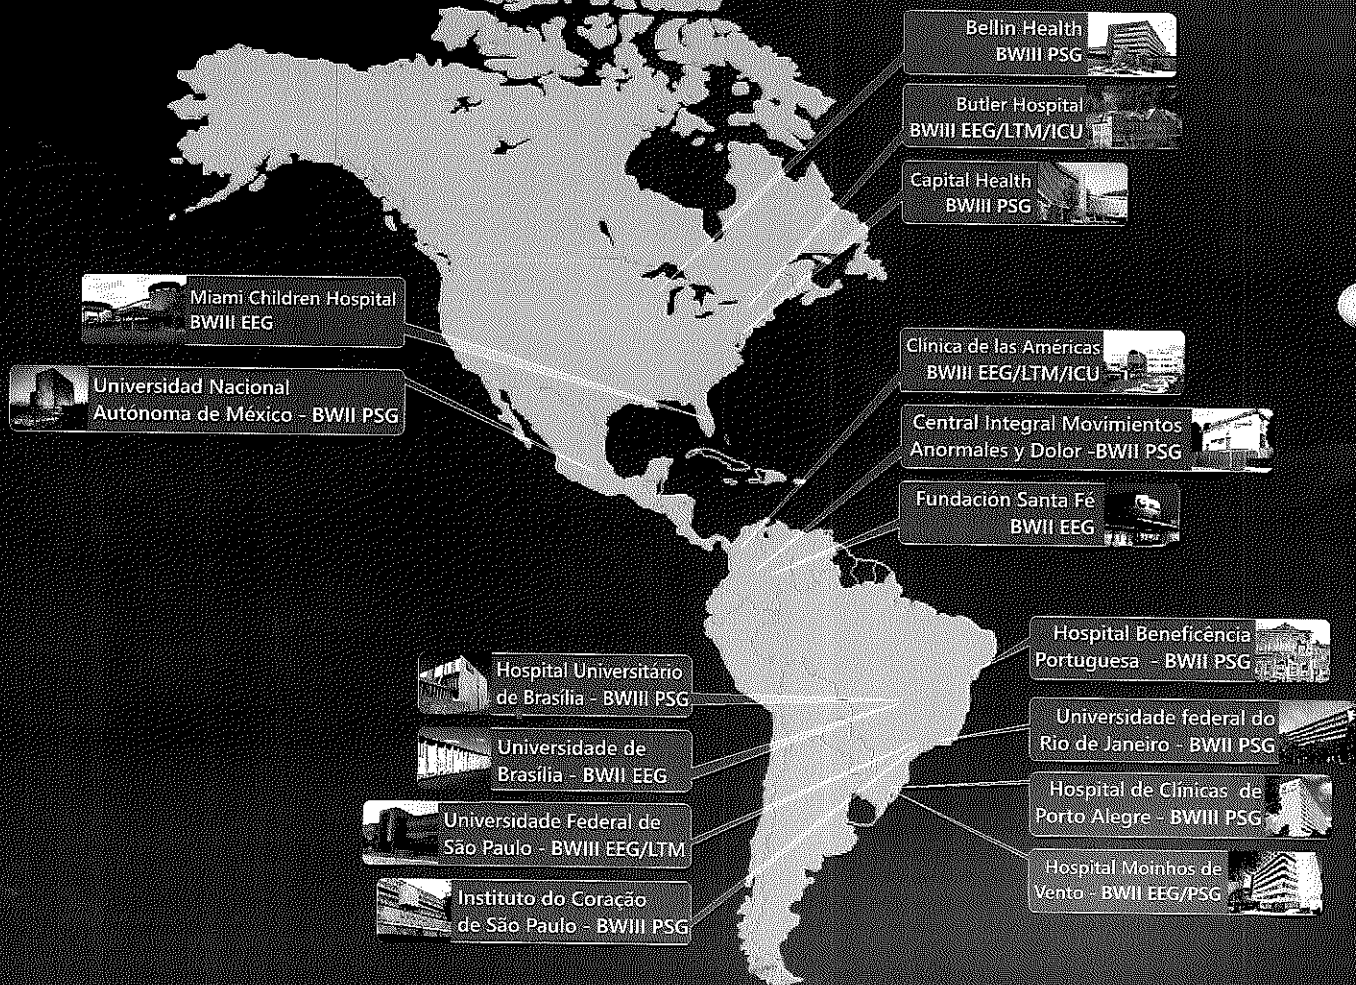 Bellin Health
BWIII PSG
Butler Hospital
BWIII EEG/LTM/ICU
Capital Health
BWIII PSG
Miami Children Hospital
BWIII EEG
Universidad Nacional
Autónoma de México - BWII PSG
Clínica de las Américas
BWIII EEG/LTM/ICU
Central Integral Movimientos
Anormales y Dolor -BWII PSG
Fundación Santa Fé
BWII EEG
Hospital Universitário
de Brasília - BWIII PSG
Universidade de
Brasília - BWII EEG
Universidade Federal de
São Paulo - BWIII EEG/LTM
Instituto do Coração
de São Paulo - BWIII PSG
Hospital Beneficência
Portuguesa - BWII PSG
Universidade federal do
Rio de Janeiro - BWII PSG
Hospital de Clínicas de
Porto Alegre - BWIII PSG
Hospital Moinhos de
Vento - BWII EEG/PSG